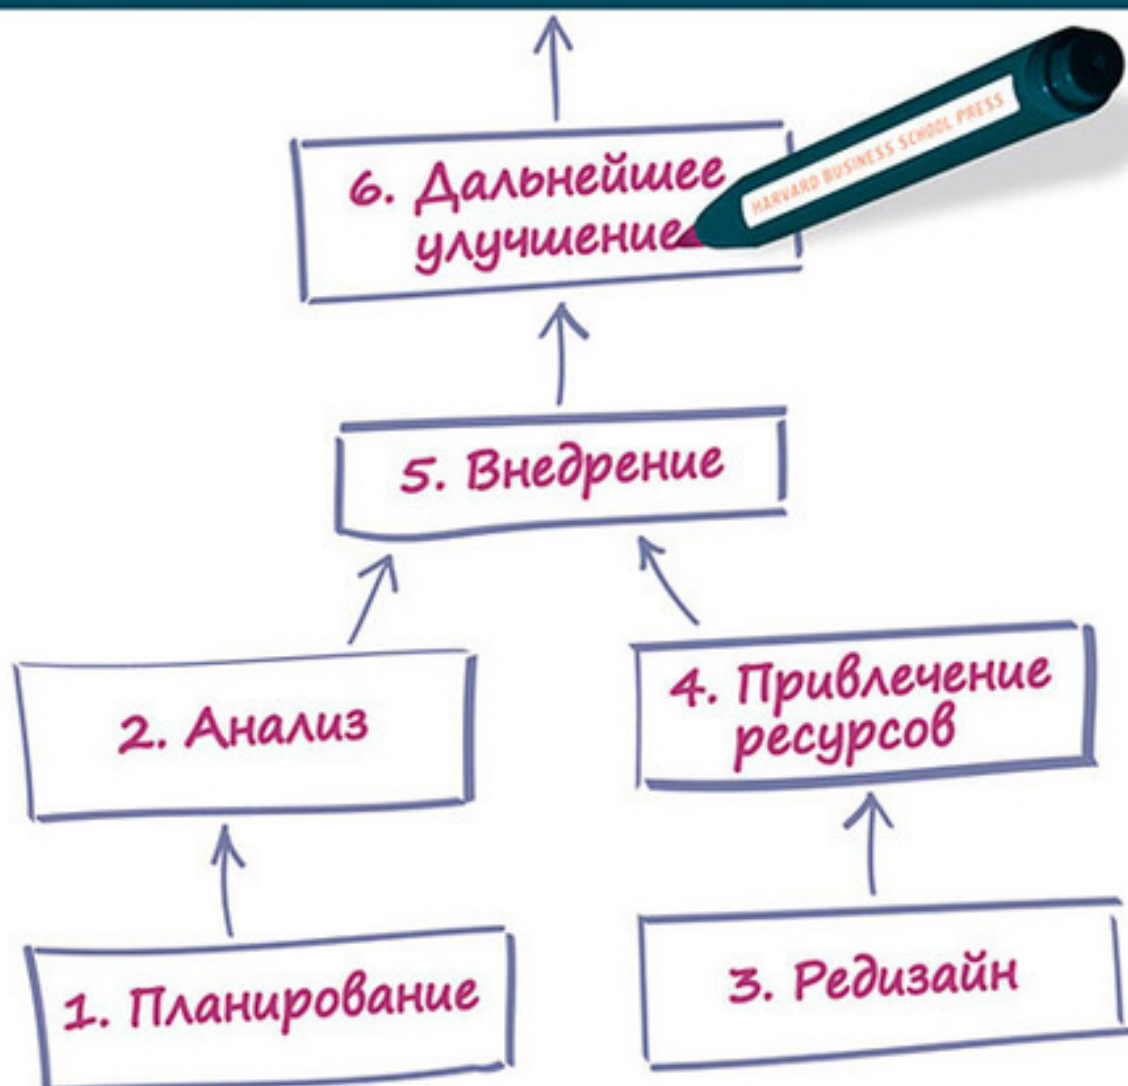 HARVARD BUSINESS SCHOOL PRESS
6. Дальнейшее
улучшение
5. Внедрение
2. Анализ
4. Привлечение
ресурсов
1. Планирование
3. Редизайн